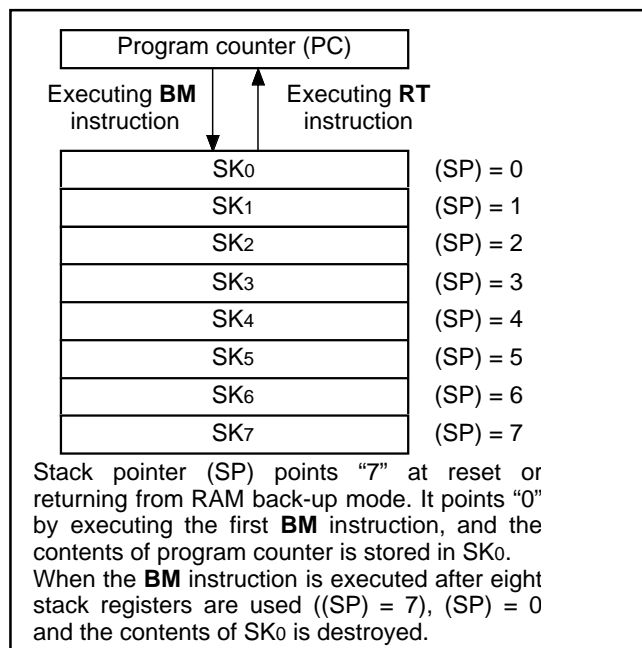 Program counter (PC)
Executing BM
instruction
Executing RT
instruction
SK0
(SP) = 0
SK1
(SP) = 1
SK2
(SP) = 2
SK3
(SP) = 3
SK4
(SP) = 4
SK5
(SP) = 5
SK6
(SP) = 6
SK7
(SP) = 7
Stack pointer (SP) points “7” at reset or
returning from RAM back-up mode. It points “0”
by executing the first BM instruction, and the
contents of program counter is stored in SK0.
When the BM instruction is executed after eight
stack registers are used ((SP) = 7), (SP) = 0
and the contents of SK0 is destroyed.